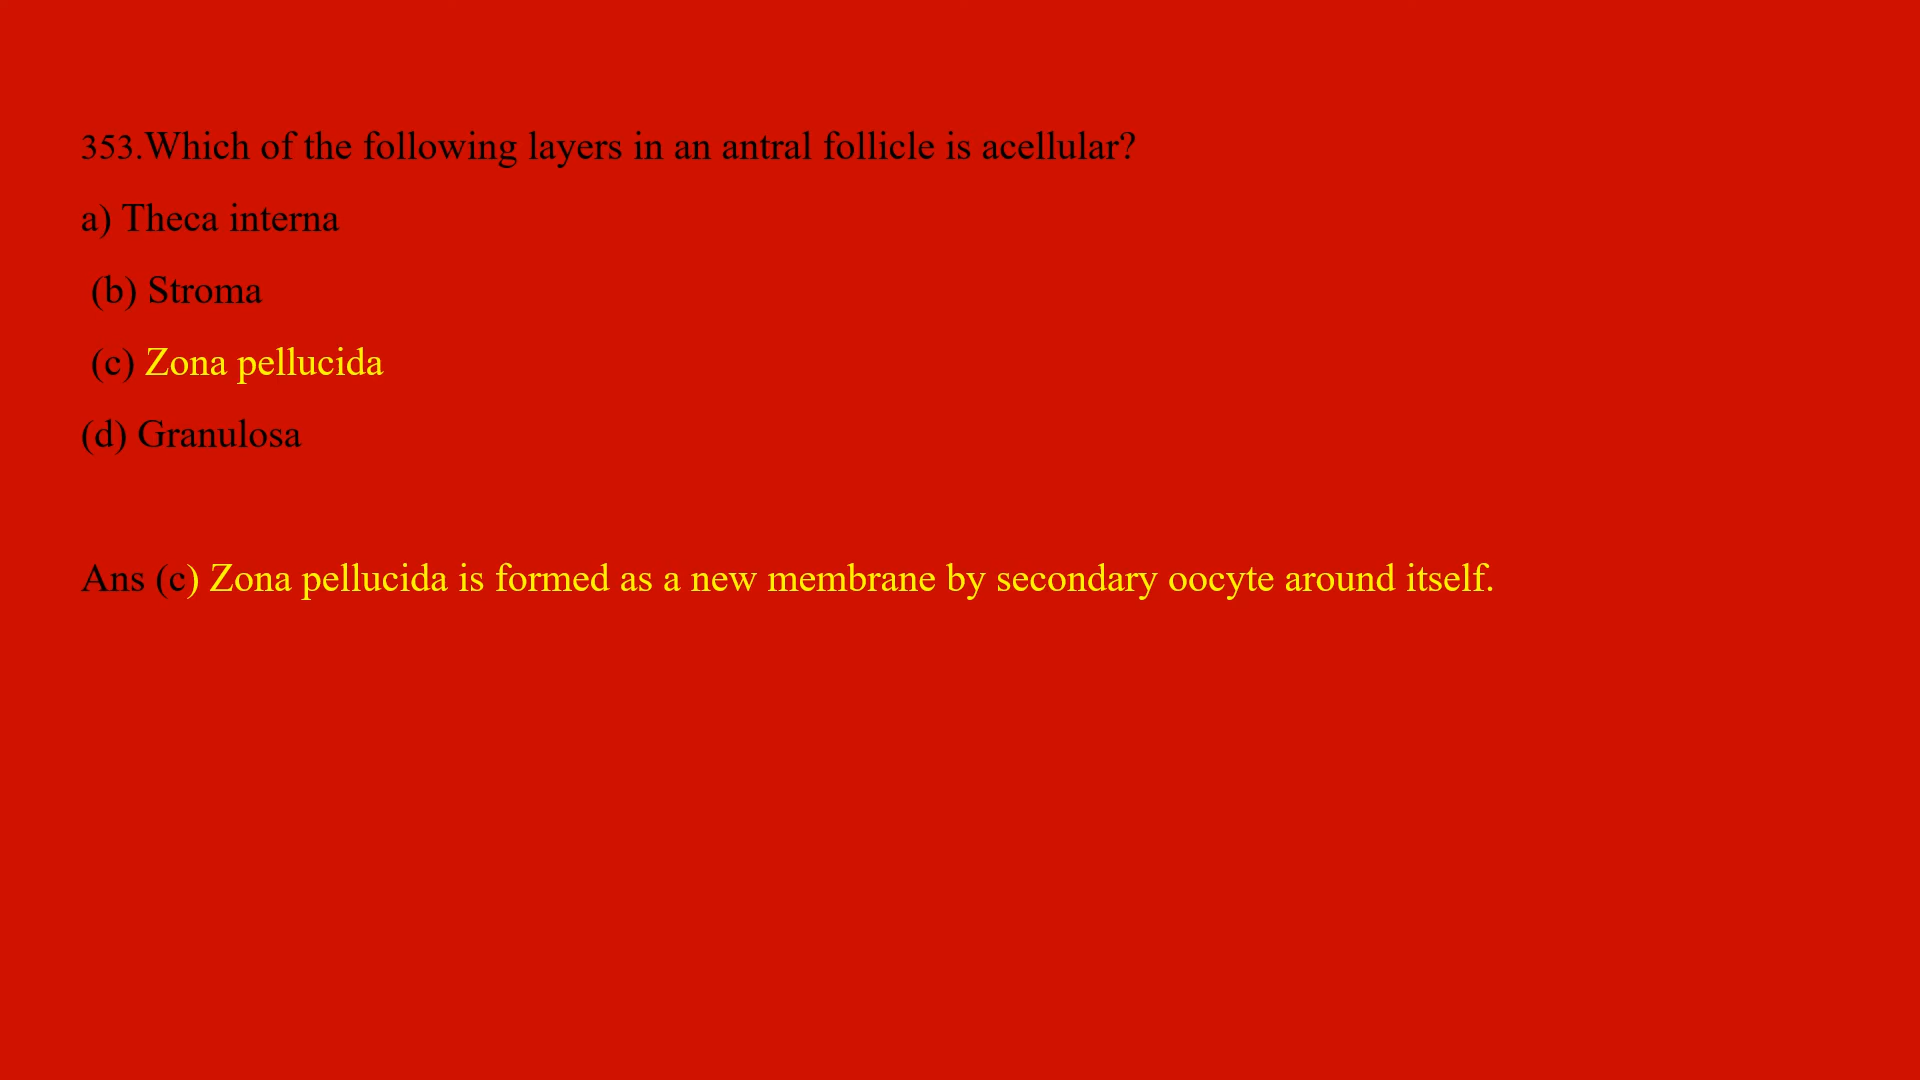 353.Which of the following layers in an antral follicle is acellular?
a) Theca interna
(b) Stroma
(c) Zona pellucida
(d) Granulosa
Ans (c) Zona pellucida is formed as a new membrane by secondary oocyte around itself.